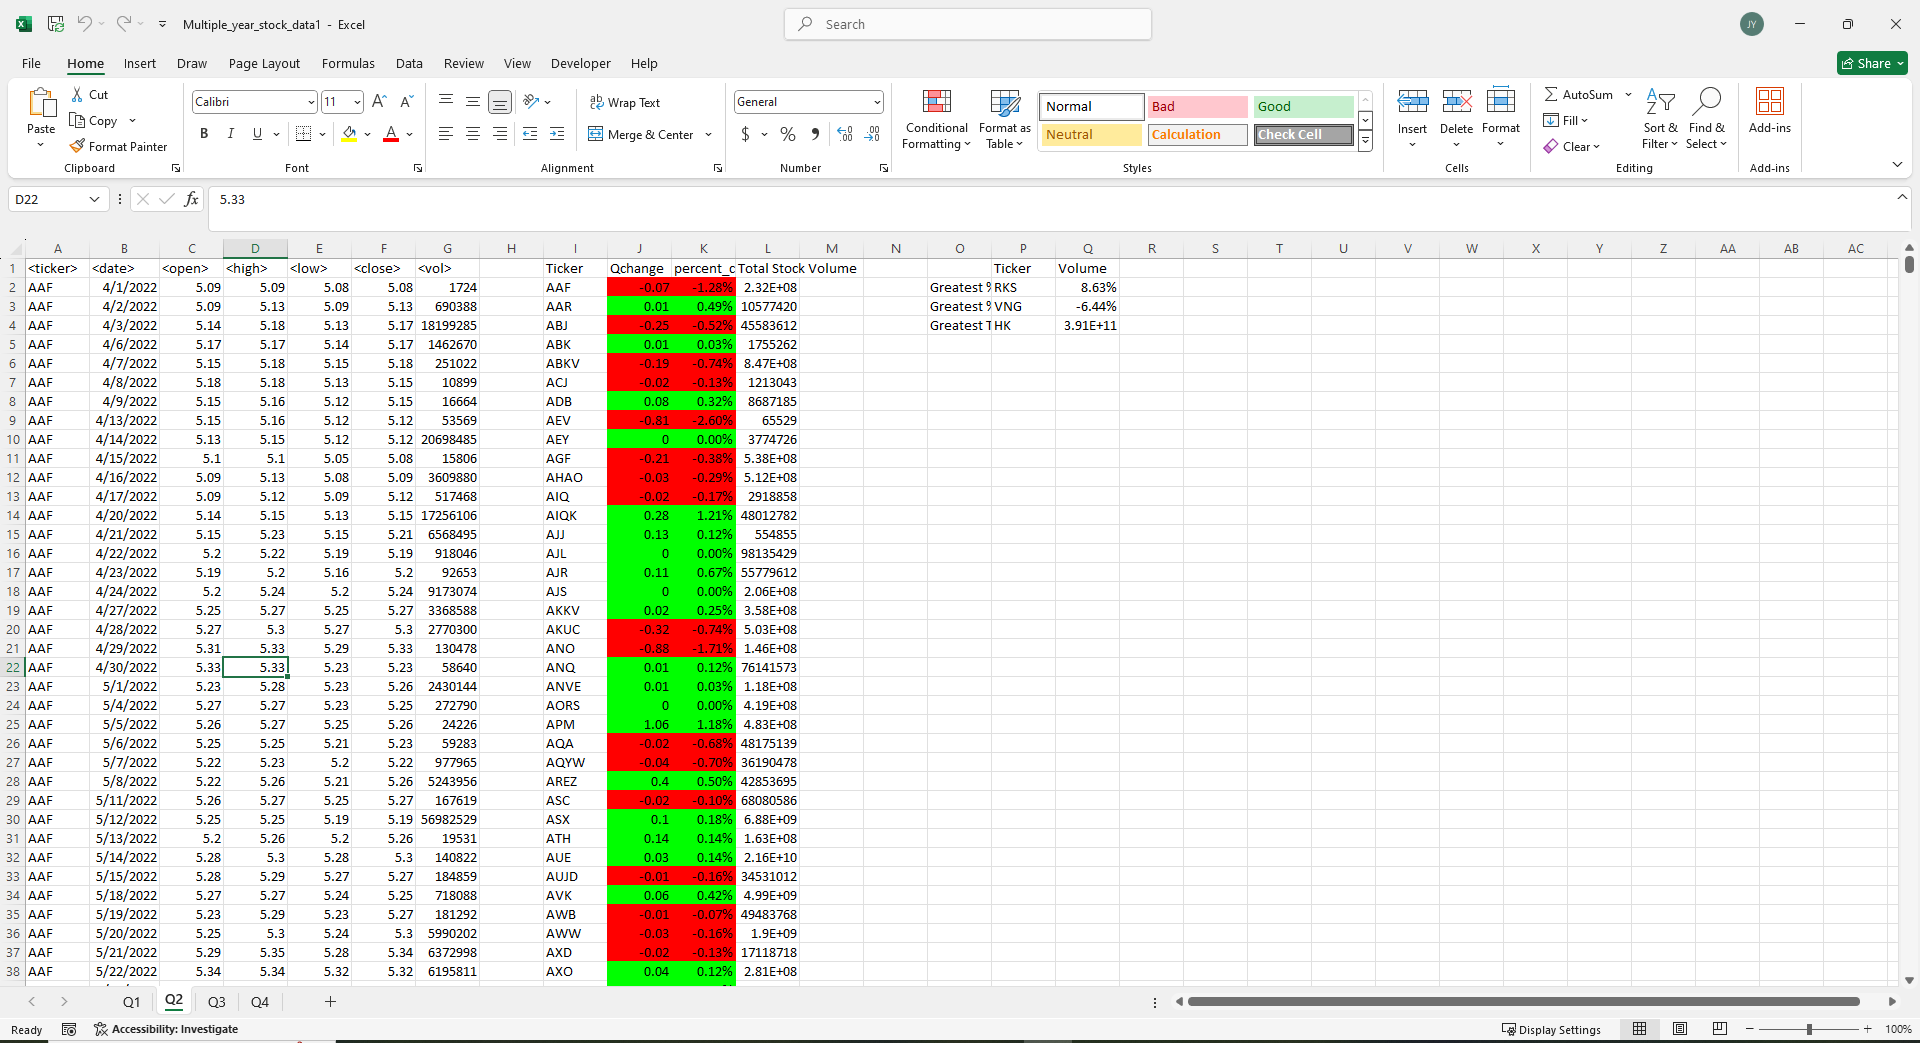 Multiple_year_stock_data1 - Excel
Search
JY
File Home Insert Draw Page Layout Formulas Data Review View Developer Help
Share
Paste
Cut
Copy
Format Painter
Clipboard
Calibri 11
B I U
Font
Wrap Text
Merge & Center
Alignment
General
$ %
Number
Conditional Formatting
Format as Table
Normal Bad Good
Neutral Calculation Check Cell
Styles
Insert Delete Format
Cells
AutoSum
Fill
Clear
Sort & Filter
Find & Select
Editing
Add-ins
Add-ins
D22 fx 5.33
A B C D E F G H I J K L M N O P Q R S T U V W X Y Z AA AB AC
1 <ticker> <date> <open> <high> <low> <close> <vol> Ticker Qchange percent_c Total Stock Volume Ticker Volume
2 AAF 4/1/2022 5.09 5.09 5.08 5.08 1724 AAF -0.07 -1.28% 2.32E+08 Greatest % RKS 8.63%
3 AAF 4/2/2022 5.09 5.13 5.09 5.13 690388 AAR 0.01 0.49% 10577420 Greatest % VNG -6.44%
4 AAF 4/3/2022 5.14 5.18 5.13 5.17 18199285 ABJ -0.25 -0.52% 45583612 Greatest T HK 3.91E+11
5 AAF 4/6/2022 5.17 5.17 5.14 5.17 1462670 ABK 0.01 0.03% 1755262
6 AAF 4/7/2022 5.15 5.18 5.15 5.18 251022 ABKV -0.19 -0.74% 8.47E+08
7 AAF 4/8/2022 5.18 5.18 5.13 5.15 10899 ACJ -0.02 -0.13% 1213043
8 AAF 4/9/2022 5.15 5.16 5.12 5.15 16664 ADB 0.08 0.32% 8687185
9 AAF 4/13/2022 5.15 5.16 5.12 5.12 53569 AEV -0.81 -2.60% 65529
10 AAF 4/14/2022 5.13 5.15 5.12 5.12 20698485 AEY 0 0.00% 3774726
11 AAF 4/15/2022 5.1 5.1 5.05 5.08 15806 AGF -0.21 -0.38% 5.38E+08
12 AAF 4/16/2022 5.09 5.13 5.08 5.09 3609880 AHAO -0.03 -0.29% 5.12E+08
13 AAF 4/17/2022 5.09 5.12 5.09 5.12 517468 AIQ -0.02 -0.17% 2918858
14 AAF 4/20/2022 5.14 5.15 5.13 5.15 17256106 AIQK 0.28 1.21% 48012782
15 AAF 4/21/2022 5.15 5.23 5.15 5.21 6568495 AJJ 0.13 0.12% 554855
16 AAF 4/22/2022 5.2 5.22 5.19 5.19 918046 AJL 0 0.00% 98135429
17 AAF 4/23/2022 5.19 5.2 5.16 5.2 92653 AJR 0.11 0.67% 55779612
18 AAF 4/24/2022 5.2 5.24 5.2 5.24 9173074 AJS 0 0.00% 2.06E+08
19 AAF 4/27/2022 5.25 5.27 5.25 5.27 3368588 AKKV 0.02 0.25% 3.58E+08
20 AAF 4/28/2022 5.27 5.3 5.27 5.3 2770300 AKUC -0.32 -0.74% 5.03E+08
21 AAF 4/29/2022 5.31 5.33 5.29 5.33 130478 ANO -0.88 -1.71% 1.46E+08
22 AAF 4/30/2022 5.33 5.33 5.23 5.23 58640 ANQ 0.01 0.12% 76141573
23 AAF 5/1/2022 5.23 5.28 5.23 5.26 2430144 ANVE 0.01 0.03% 1.18E+08
24 AAF 5/4/2022 5.27 5.27 5.23 5.25 272790 AORS 0 0.00% 4.19E+08
25 AAF 5/5/2022 5.26 5.27 5.25 5.26 24226 APM 1.06 1.18% 4.83E+08
26 AAF 5/6/2022 5.25 5.25 5.21 5.23 59283 AQA -0.02 -0.68% 48175139
27 AAF 5/7/2022 5.22 5.23 5.2 5.22 977965 AQYW -0.04 -0.70% 36190478
28 AAF 5/8/2022 5.22 5.26 5.21 5.26 5243956 AREZ 0.4 0.50% 42853695
29 AAF 5/11/2022 5.26 5.27 5.25 5.27 167619 ASC -0.02 -0.10% 68080586
30 AAF 5/12/2022 5.25 5.25 5.19 5.19 56982529 ASX 0.1 0.18% 6.88E+09
31 AAF 5/13/2022 5.2 5.26 5.2 5.26 19531 ATH 0.14 0.14% 1.63E+08
32 AAF 5/14/2022 5.28 5.3 5.28 5.3 140822 AUE 0.03 0.14% 2.16E+10
33 AAF 5/15/2022 5.28 5.29 5.27 5.27 184859 AUJD -0.01 -0.16% 34531012
34 AAF 5/18/2022 5.27 5.27 5.24 5.25 718088 AVK 0.06 0.42% 4.99E+09
35 AAF 5/19/2022 5.23 5.29 5.23 5.27 181292 AWB -0.01 -0.07% 49483768
36 AAF 5/20/2022 5.25 5.3 5.24 5.3 5990202 AWW -0.03 -0.16% 1.9E+09
37 AAF 5/21/2022 5.29 5.35 5.28 5.34 6372998 AXD -0.02 -0.13% 17118718
38 AAF 5/22/2022 5.34 5.34 5.32 5.32 6195811 AXO 0.04 0.12% 2.81E+08
Q1 Q2 Q3 Q4
Ready Accessibility: Investigate Display Settings 100%